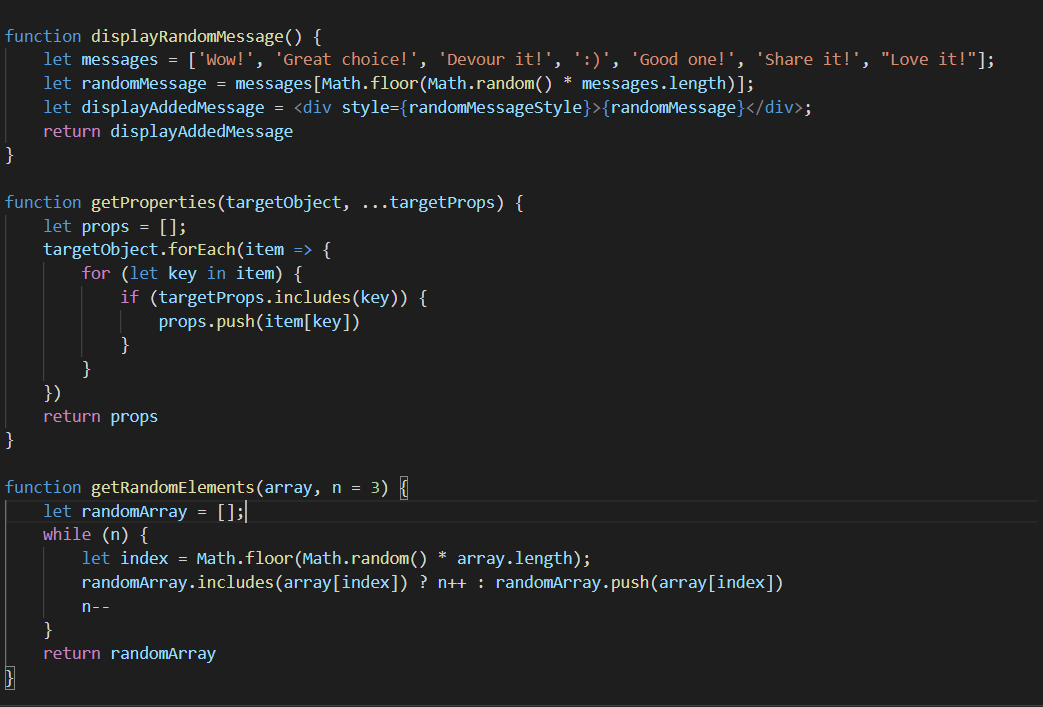 function displayRandomMessage() {
    let messages = ['Wow!', 'Great choice!', 'Devour it!', ':)', 'Good one!', 'Share it!', "Love it!"];
    let randomMessage = messages[Math.floor(Math.random() * messages.length)];
    let displayAddedMessage = <div style={randomMessageStyle}>{randomMessage}</div>;
    return displayAddedMessage
}

function getProperties(targetObject, ...targetProps) {
    let props = [];
    targetObject.forEach(item => {
        for (let key in item) {
            if (targetProps.includes(key)) {
                props.push(item[key])
            }
        }
    })
    return props
}

function getRandomElements(array, n = 3) {
    let randomArray = [];
    while (n) {
        let index = Math.floor(Math.random() * array.length);
        randomArray.includes(array[index]) ? n++ : randomArray.push(array[index])
        n--
    }
    return randomArray
}